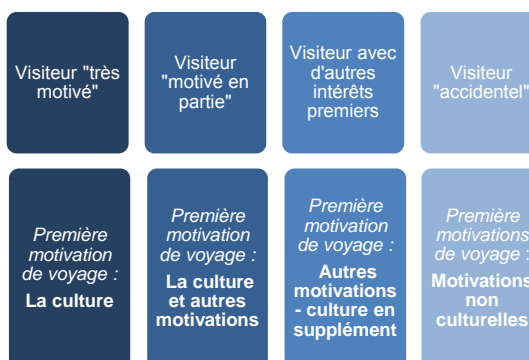 Visiteur "très
motivé"
Visiteur
"motivé en
partie"
Visiteur avec
d'autres
intérêts
premiers
Visiteur
"accidentel"
Première
motivation
de voyage :
La culture
Première
motivation
de voyage :
La culture
et autres
motivations
Première
motivation
de voyage :
Autres
motivations
- culture en
supplément
Première
motivations
de voyage :
Motivations
non
culturelles